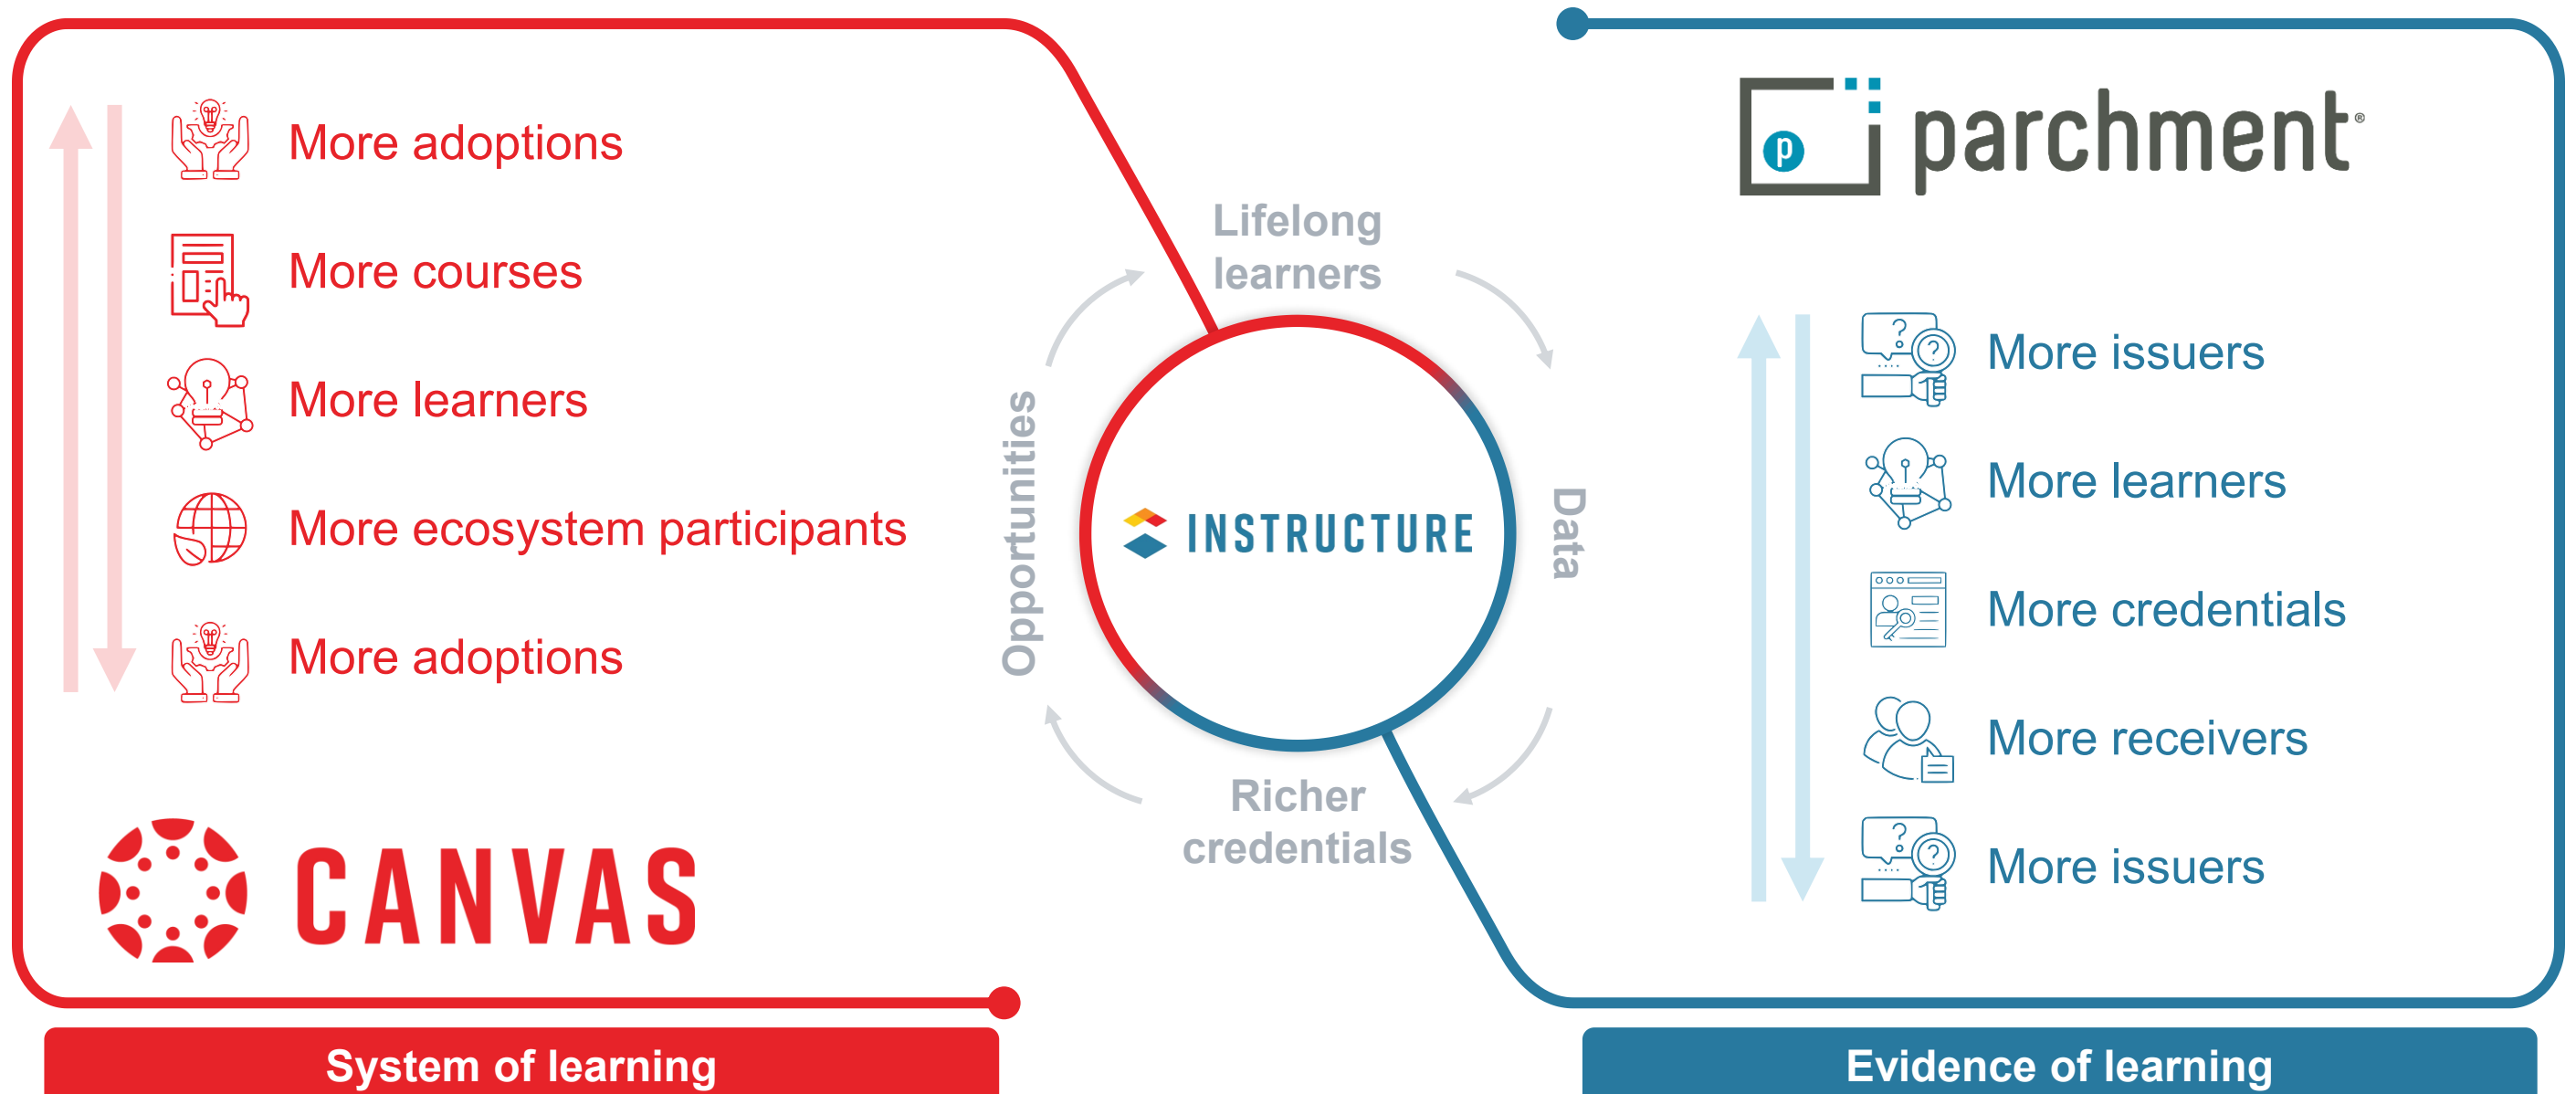 More adoptions
More courses
More learners
More ecosystem participants
More adoptions
CANVAS
System of learning
Lifelong
learners
Opportunities
INSTRUCTURE
Data
Richer
credentials
p parchment®
More issuers
More learners
More credentials
More receivers
More issuers
Evidence of learning